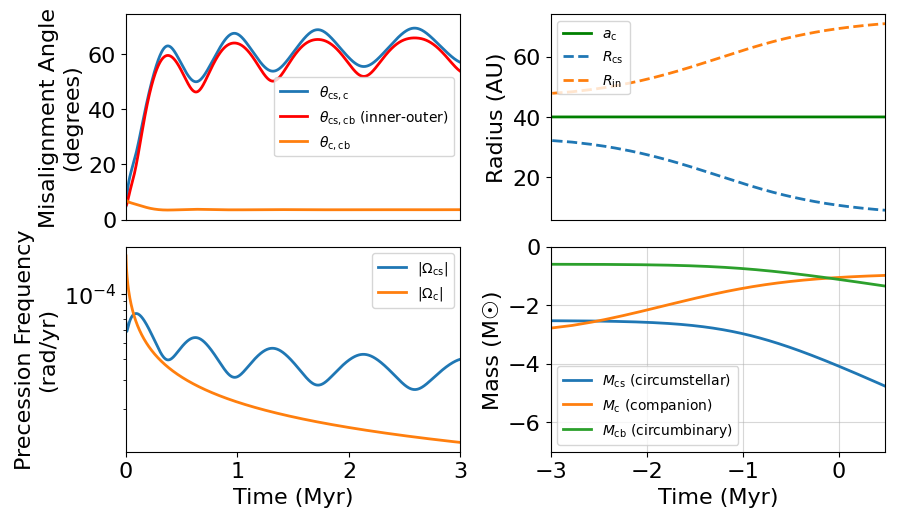 Misalignment Angle
(degrees)
60
40
20
0
θcs,c
θcs,cb (inner-outer)
θc,cb
Radius (AU)
60
40
20
ac
Rcs
Rin
Precession Frequency
(rad/yr)
10⁻⁴
|Ωcs|
|Ωc|
0 1 2 3
Time (Myr)
Mass (M☉)
0
−2
−4
−6
Mcs (circumstellar)
Mc (companion)
Mcb (circumbinary)
−3 −2 −1 0
Time (Myr)